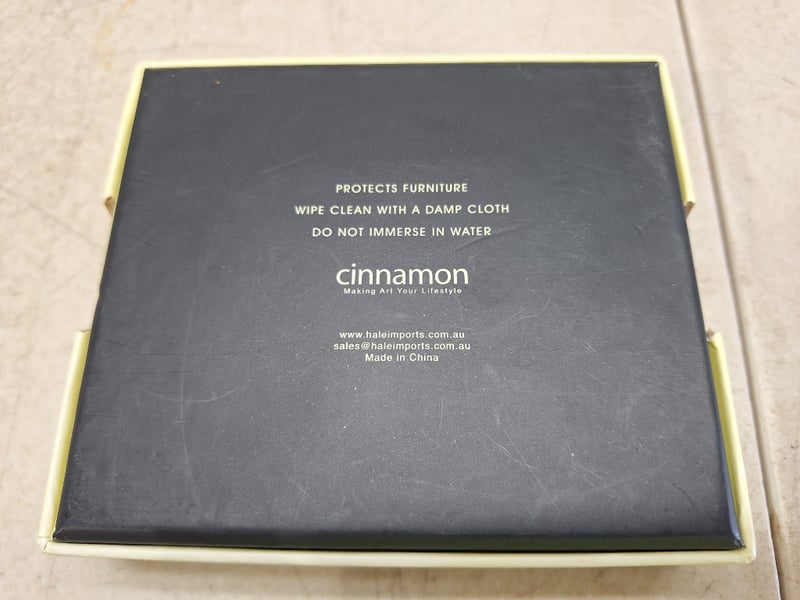 PROTECTS FURNITURE
WIPE CLEAN WITH A DAMP CLOTH
DO NOT IMMERSE IN WATER
cinnamon
Making Art Your Lifestyle
www.haleimports.com.au
sales@haleimports.com.au
Made in China